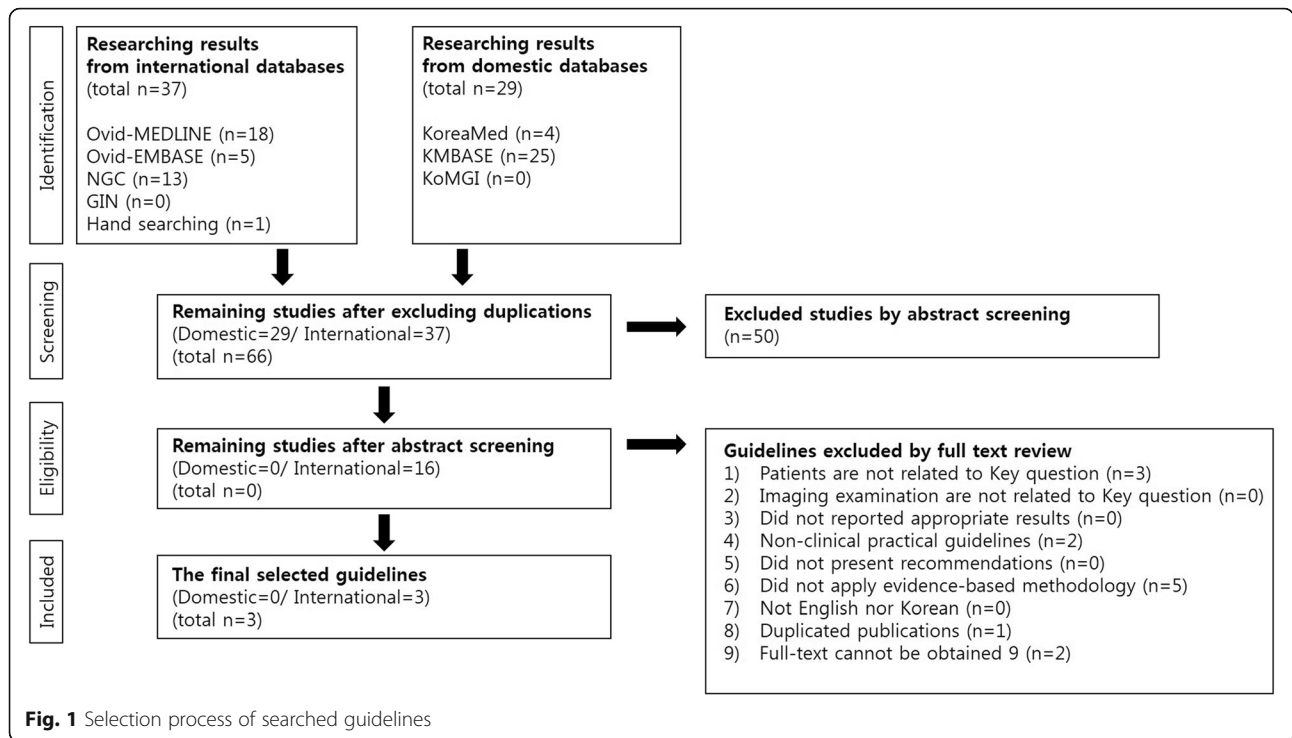 Identification
Researching results
from international databases
(total n=37)
Ovid-MEDLINE (n=18)
Ovid-EMBASE (n=5)
NGC (n=13)
GIN (n=0)
Hand searching (n=1)
Researching results
from domestic databases
(total n=29)
KoreaMed (n=4)
KMBASE (n=25)
KoMGI (n=0)
Screening
Remaining studies after excluding duplications
(Domestic=29/ International=37)
(total n=66)
Excluded studies by abstract screening
(n=50)
Eligibility
Remaining studies after abstract screening
(Domestic=0/ International=16)
(total n=0)
Guidelines excluded by full text review
1) Patients are not related to Key question (n=3)
2) Imaging examination are not related to Key question (n=0)
3) Did not reported appropriate results (n=0)
4) Non-clinical practical guidelines (n=2)
5) Did not present recommendations (n=0)
6) Did not apply evidence-based methodology (n=5)
7) Not English nor Korean (n=0)
8) Duplicated publications (n=1)
9) Full-text cannot be obtained 9 (n=2)
Included
The final selected guidelines
(Domestic=0/ International=3)
(total n=3)
Fig. 1 Selection process of searched guidelines